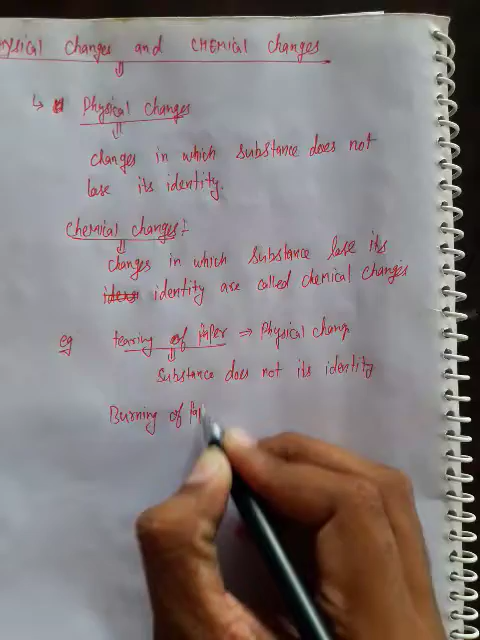 hysical changes and CHEMICAL changes
Physical changes
changes in which substance does not
lose its identity.
Chemical changes:-
changes in which substance lose its
identity are called chemical changes
eg tearing of paper ⇒ Physical change
Substance does not its identity
Burning of pap